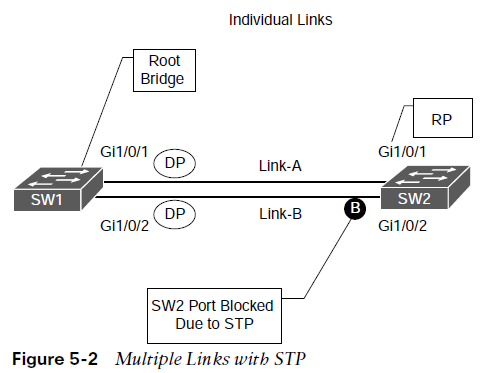 Individual Links
Root
Bridge
RP
Gi1/0/1
DP
Link-A
Gi1/0/1
SW1
SW2
Gi1/0/2
DP
Link-B
B
Gi1/0/2
SW2 Port Blocked
Due to STP
Figure 5-2 Multiple Links with STP